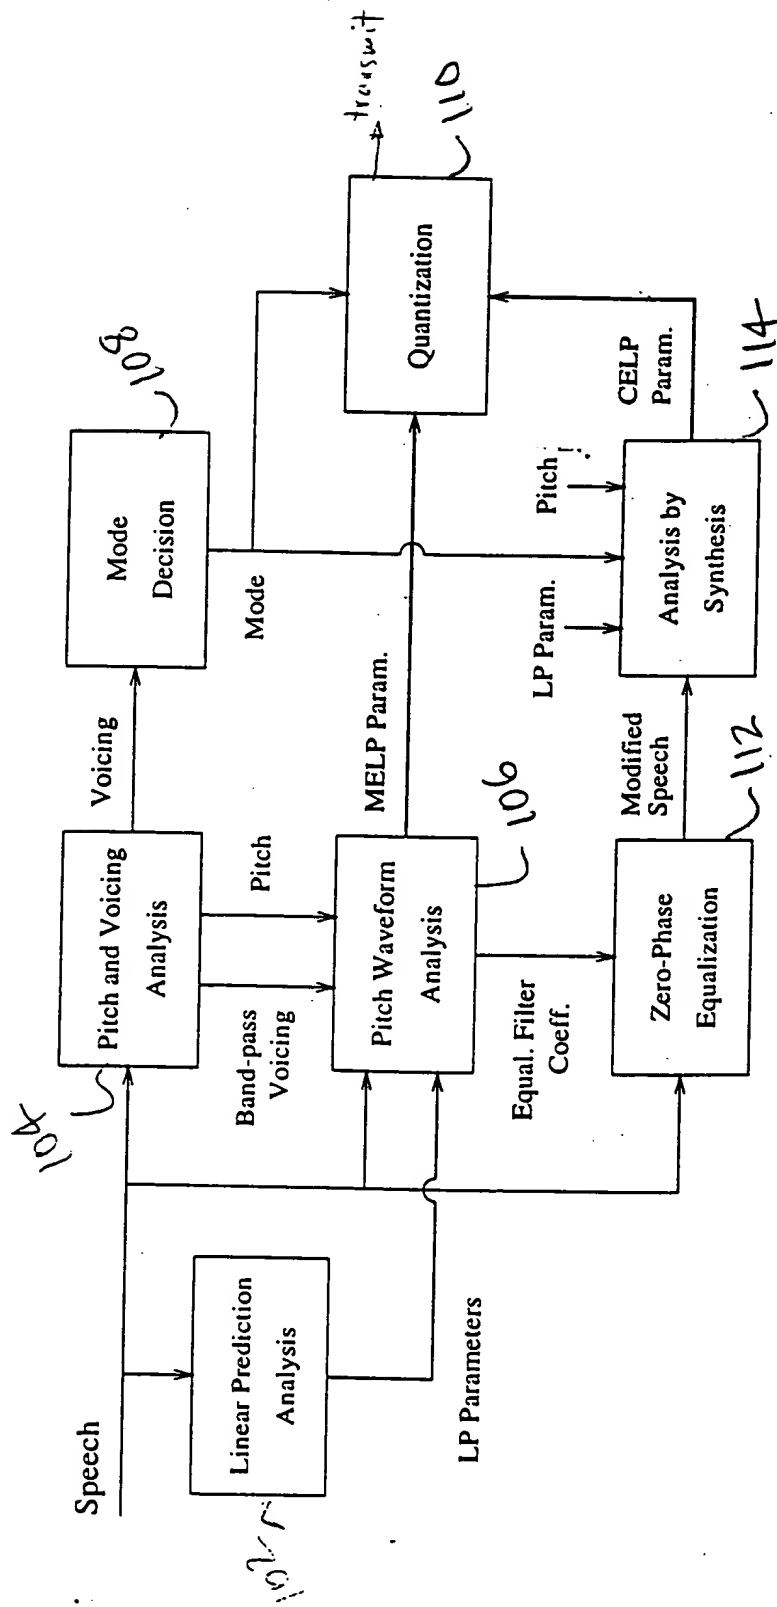 Speech
104
Pitch and Voicing
Analysis
Voicing
108
Mode
Decision
Linear Prediction
Analysis
102
Band-pass
Voicing
Pitch
Mode
transmit
LP Parameters
Pitch Waveform
Analysis
106
MELP Param.
Quantization
110
Equal. Filter
Coeff.
LP Param.
Pitch
CELP
Param.
Zero-Phase
Equalization
112
Modified
Speech
Analysis by
Synthesis
114